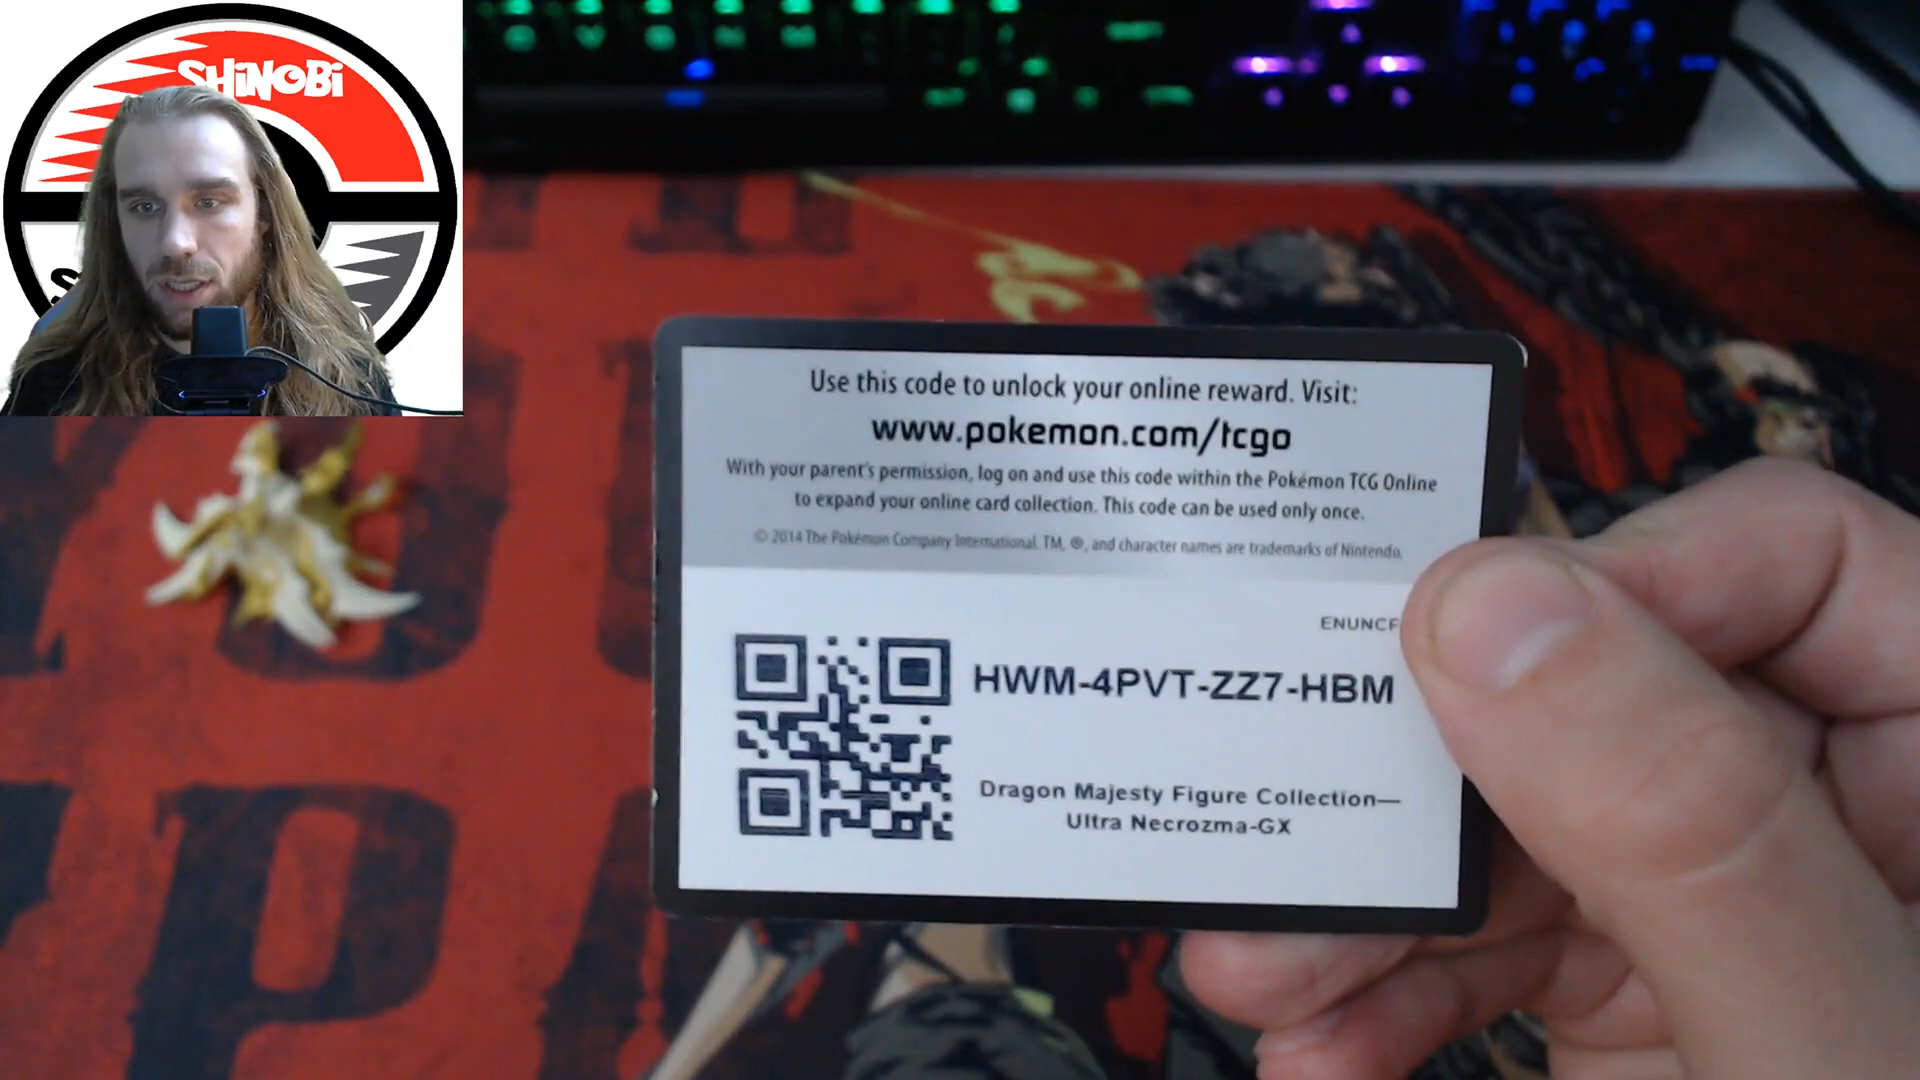 SHiNOBi
Use this code to unlock your online reward. Visit:
www.pokemon.com/tcgo
With your parent's permission, log on and use this code within the Pokémon TCG Online
to expand your online card collection. This code can be used only once.
© 2014 The Pokémon Company International. TM, ®, and character names are trademarks of Nintendo.
ENUNCF
HWM-4PVT-ZZ7-HBM
Dragon Majesty Figure Collection—
Ultra Necrozma-GX